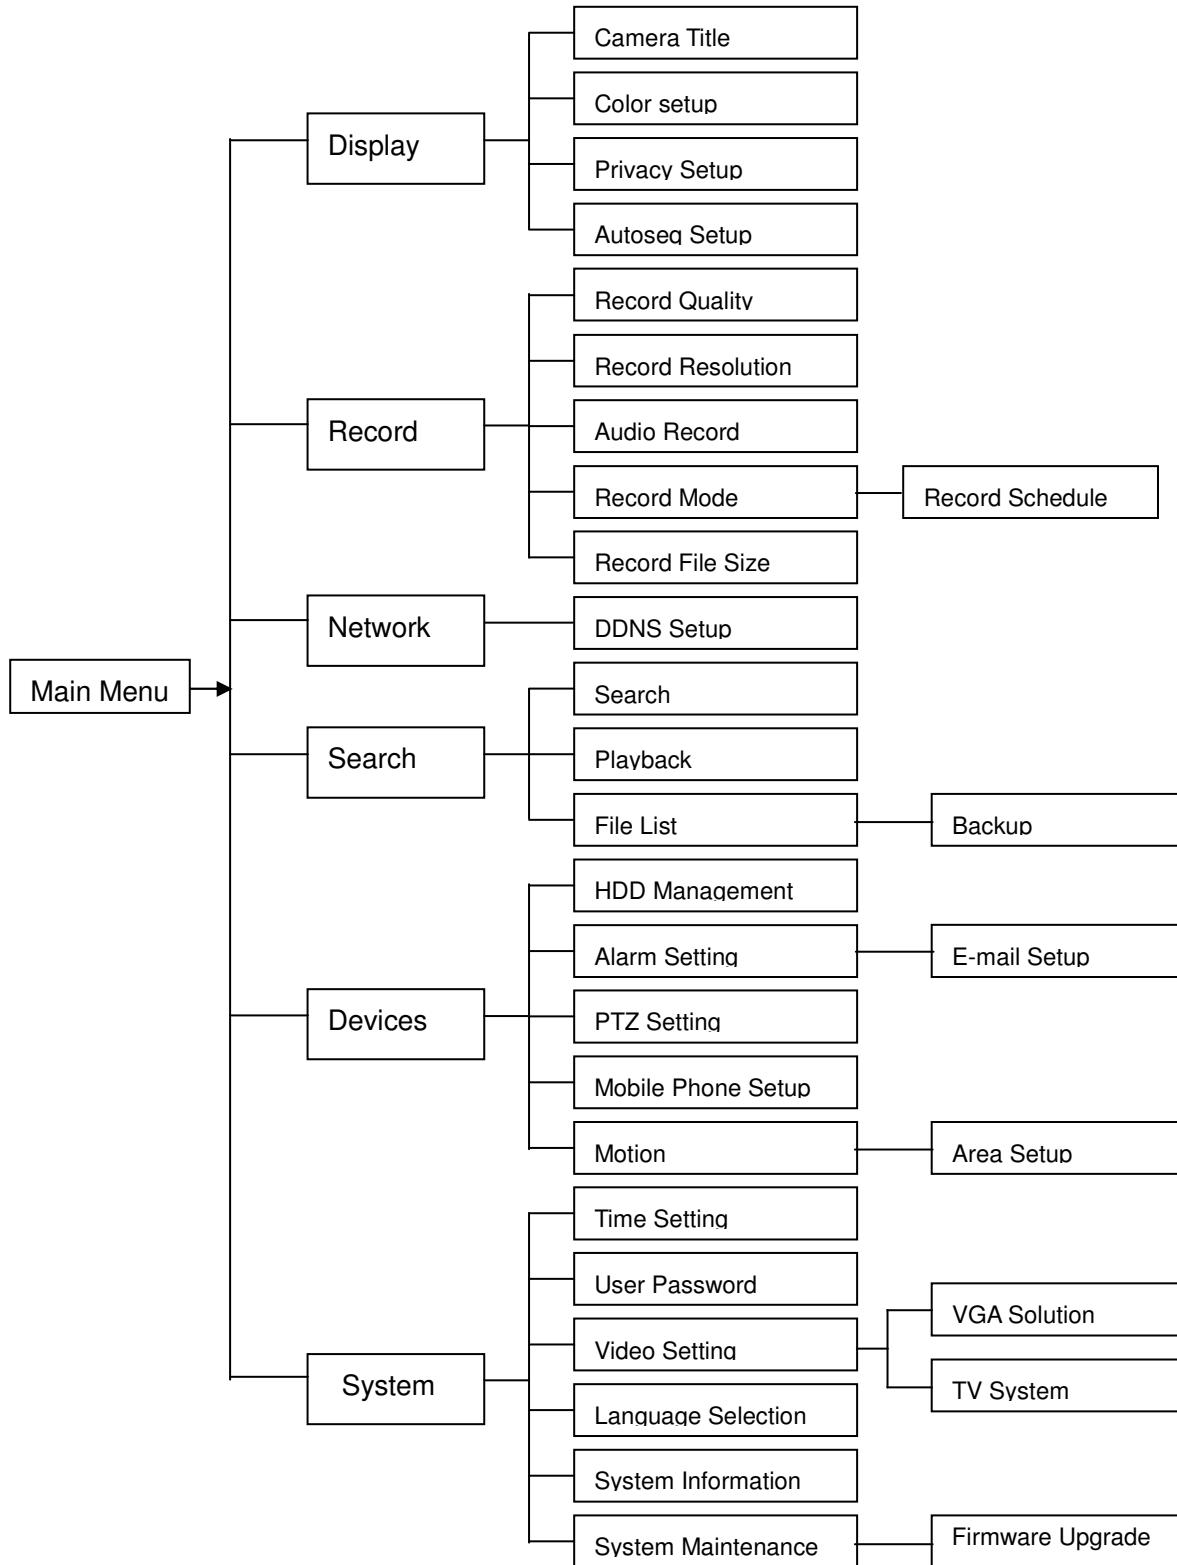 Main Menu
Display
Camera Title
Color setup
Privacy Setup
Autoseq Setup
Record
Record Quality
Record Resolution
Audio Record
Record Mode
Record Schedule
Record File Size
Network
DDNS Setup
Search
Search
Playback
File List
Backup
Devices
HDD Management
Alarm Setting
E-mail Setup
PTZ Setting
Mobile Phone Setup
Motion
Area Setup
System
Time Setting
User Password
Video Setting
VGA Solution
TV System
Language Selection
System Information
System Maintenance
Firmware Upgrade